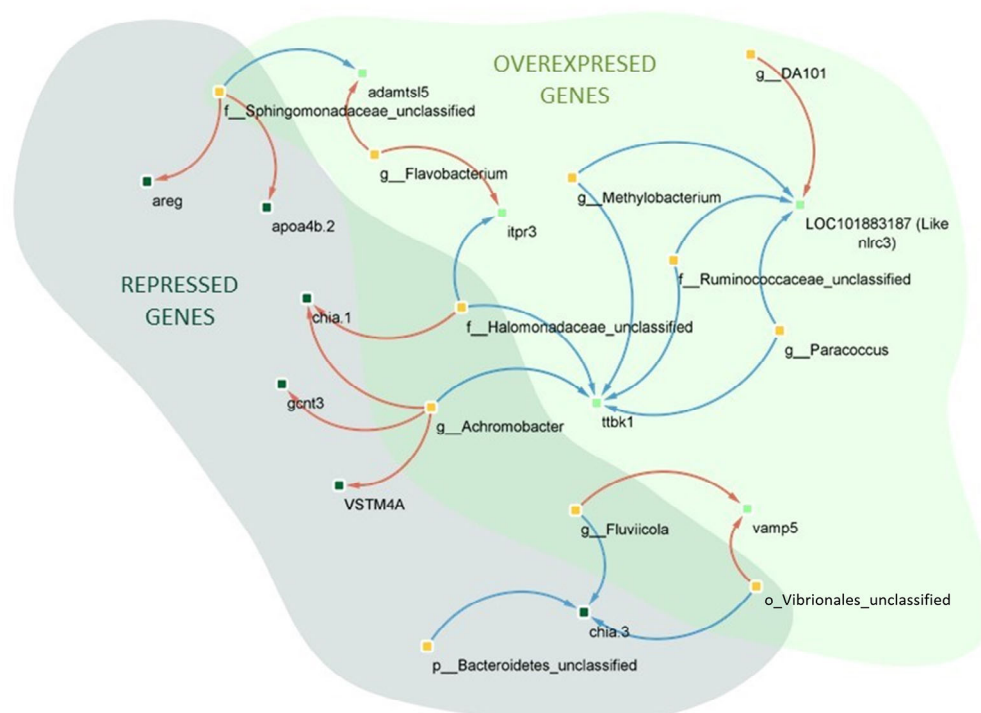 OVEREXPRESED
GENES
g__DA101
adamtsl5
f__Sphingomonadaceae_unclassified
g__Flavobacterium
areg
apoa4b.2
g__Methylobacterium
itpr3
LOC101883187 (Like
nlrc3)
REPRESSED
GENES
f__Ruminococcaceae_unclassified
chia.1
f__Halomonadaceae_unclassified
g__Paracoccus
gcnt3
g__Achromobacter
ttbk1
VSTM4A
g__Fluviicola
vamp5
o_Vibrionales_unclassified
chia.3
p__Bacteroidetes_unclassified